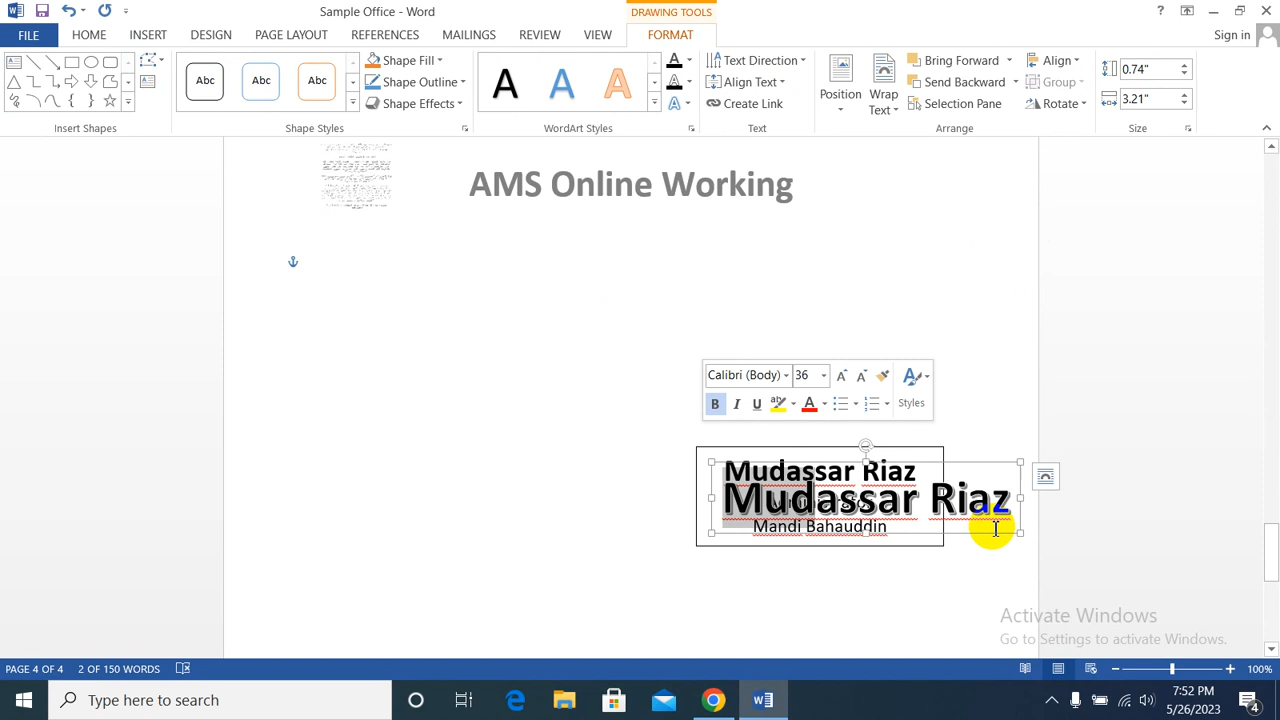 Sample Office - Word
DRAWING TOOLS
?
FILE HOME INSERT DESIGN PAGE LAYOUT REFERENCES MAILINGS REVIEW VIEW FORMAT Sign in
Abc Abc Abc
Shape Fill
Shape Outline
Shape Effects
A A A
Text Direction
Align Text
Create Link
Position
Wrap Text
Bring Forward
Send Backward
Selection Pane
Align
Group
Rotate
0.74"
3.21"
Insert Shapes Shape Styles WordArt Styles Text Arrange Size
AMS Online Working
Calibri (Body) 36
B I U Styles
Mudassar Riaz
Mudassar Riaz
Mandi Bahauddin
Activate Windows
Go to Settings to activate Windows.
PAGE 4 OF 4 2 OF 150 WORDS 100%
Type here to search
7:52 PM
5/26/2023
4